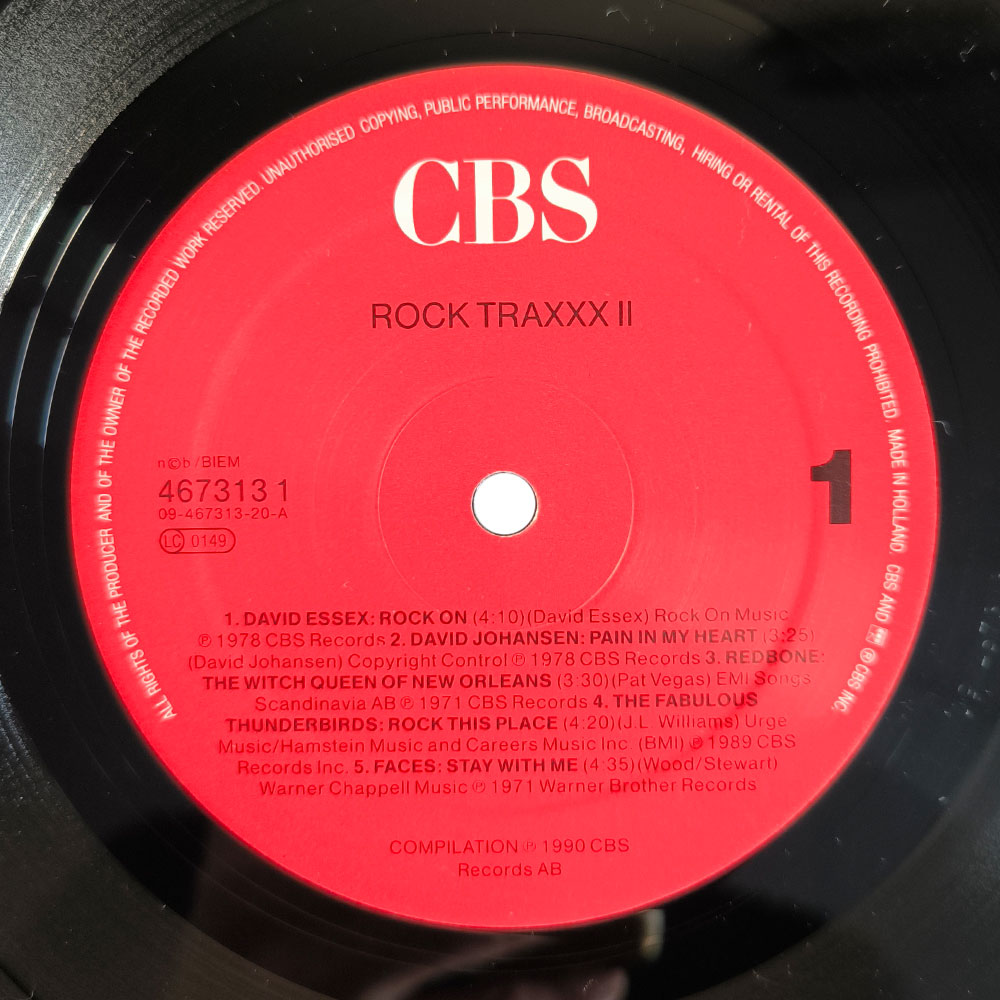 ALL RIGHTS OF THE PRODUCER AND OF THE OWNER OF THE RECORDED WORK RESERVED. UNAUTHORISED COPYING, PUBLIC PERFORMANCE, BROADCASTING, HIRING OR RENTAL OF THIS RECORDING PROHIBITED. MADE IN HOLLAND. CBS AND ® CBS INC.
CBS
ROCK TRAXXX II
n©b /BIEM
467313 1
09-467313-20-A
LC 0149
1
1. DAVID ESSEX: ROCK ON (4:10)(David Essex) Rock On Music
℗ 1978 CBS Records 2. DAVID JOHANSEN: PAIN IN MY HEART (3:25)
(David Johansen) Copyright Control ℗ 1978 CBS Records 3. REDBONE:
THE WITCH QUEEN OF NEW ORLEANS (3:30)(Pat Vegas) EMI Songs
Scandinavia AB ℗ 1971 CBS Records 4. THE FABULOUS
THUNDERBIRDS: ROCK THIS PLACE (4:20)(J.L. Williams) Urge
Music/Hamstein Music and Careers Music Inc. (BMI) ℗ 1989 CBS
Records Inc. 5. FACES: STAY WITH ME (4:35)(Wood/Stewart)
Warner Chappell Music ℗ 1971 Warner Brother Records
COMPILATION ℗ 1990 CBS
Records AB